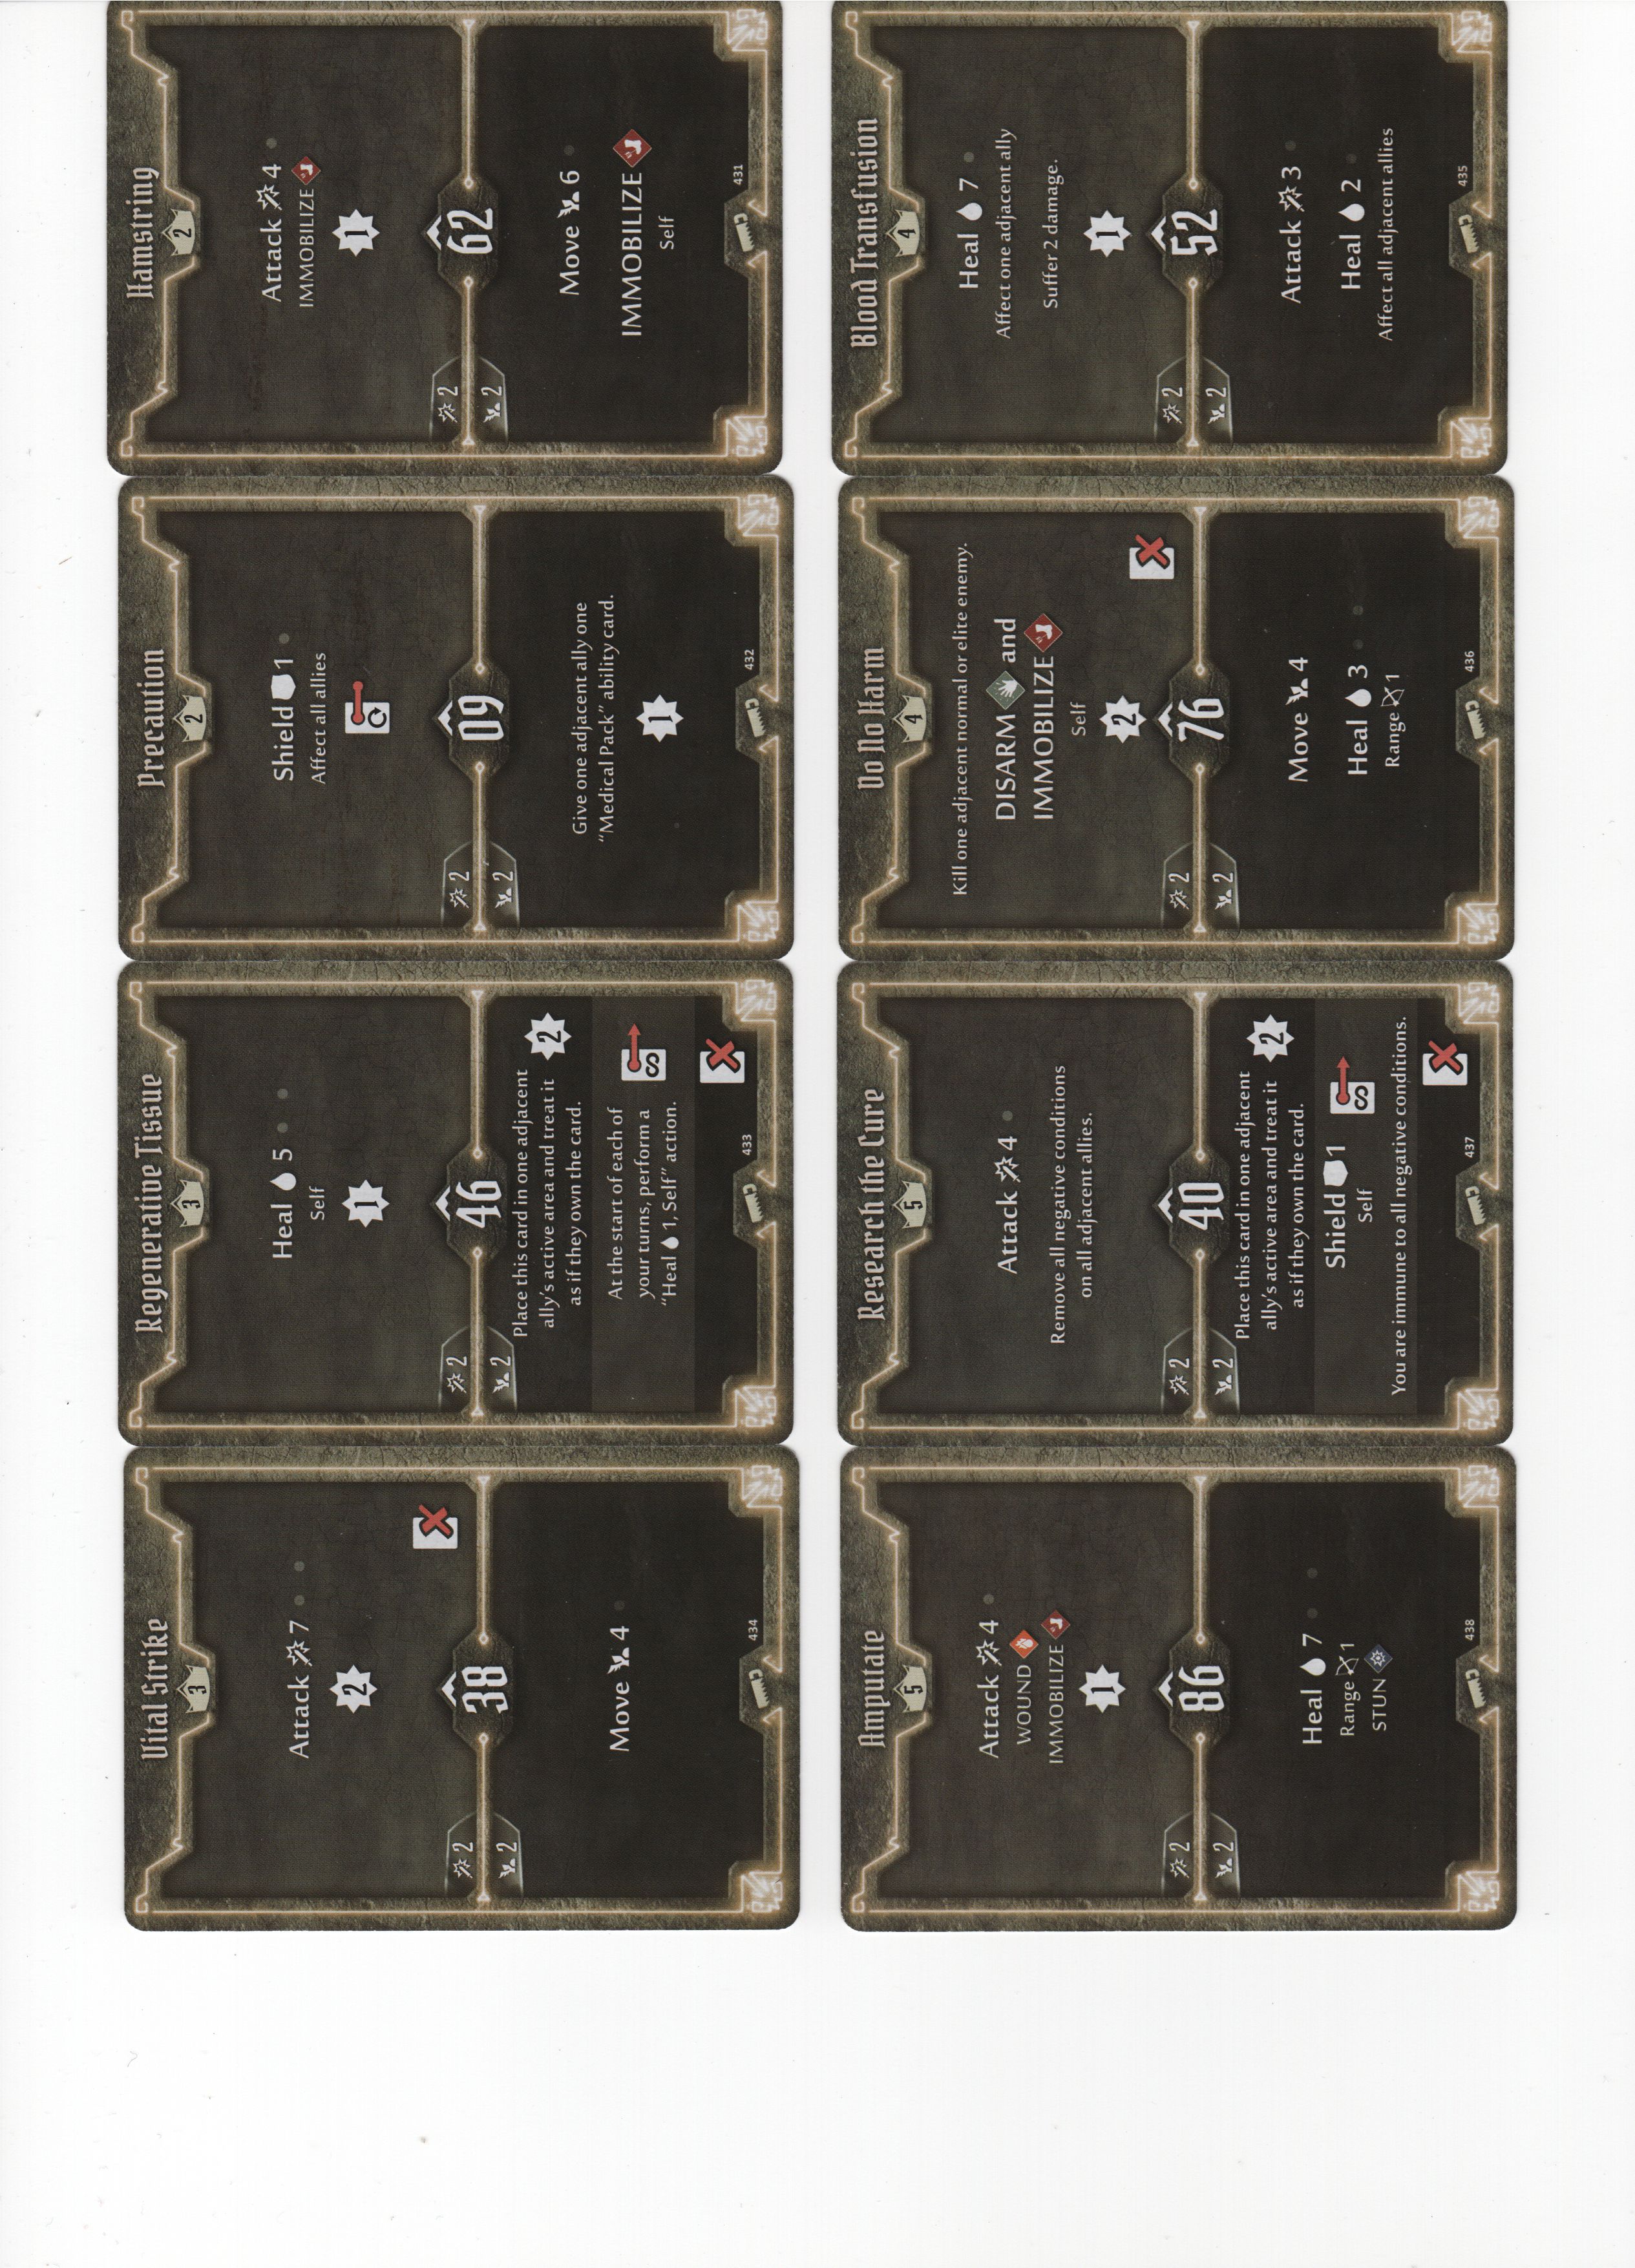 Hamstring
2
Attack 4
IMMOBILIZE
1
2
62
2
Move 6
IMMOBILIZE
Self
431
Precaution
2
Shield 1
Affect all allies
2
09
2
Give one adjacent ally one
“Medical Pack” ability card.
1
432
Regenerative Tissue
3
Heal 5
Self
1
2
46
2
Place this card in one adjacent
ally’s active area and treat it
as if they own the card.
2
At the start of each of
your turns, perform a
“Heal 1, Self” action.
433
Vital Strike
3
Attack 7
2
2
38
2
Move 4
434
Blood Transfusion
4
Heal 7
Affect one adjacent ally
Suffer 2 damage.
1
2
52
2
Attack 3
Heal 2
Affect all adjacent allies
435
Do No Harm
4
Kill one adjacent normal or elite enemy.
DISARM and
IMMOBILIZE
Self
2
2
76
2
Move 4
Heal 3
Range 1
436
Research the Cure
5
Attack 4
Remove all negative conditions
on all adjacent allies.
2
40
2
Place this card in one adjacent
ally’s active area and treat it
as if they own the card.
2
Shield 1
Self
You are immune to all negative conditions.
437
Amputate
5
Attack 4
WOUND
IMMOBILIZE
1
2
86
2
Heal 7
Range 1
STUN
438